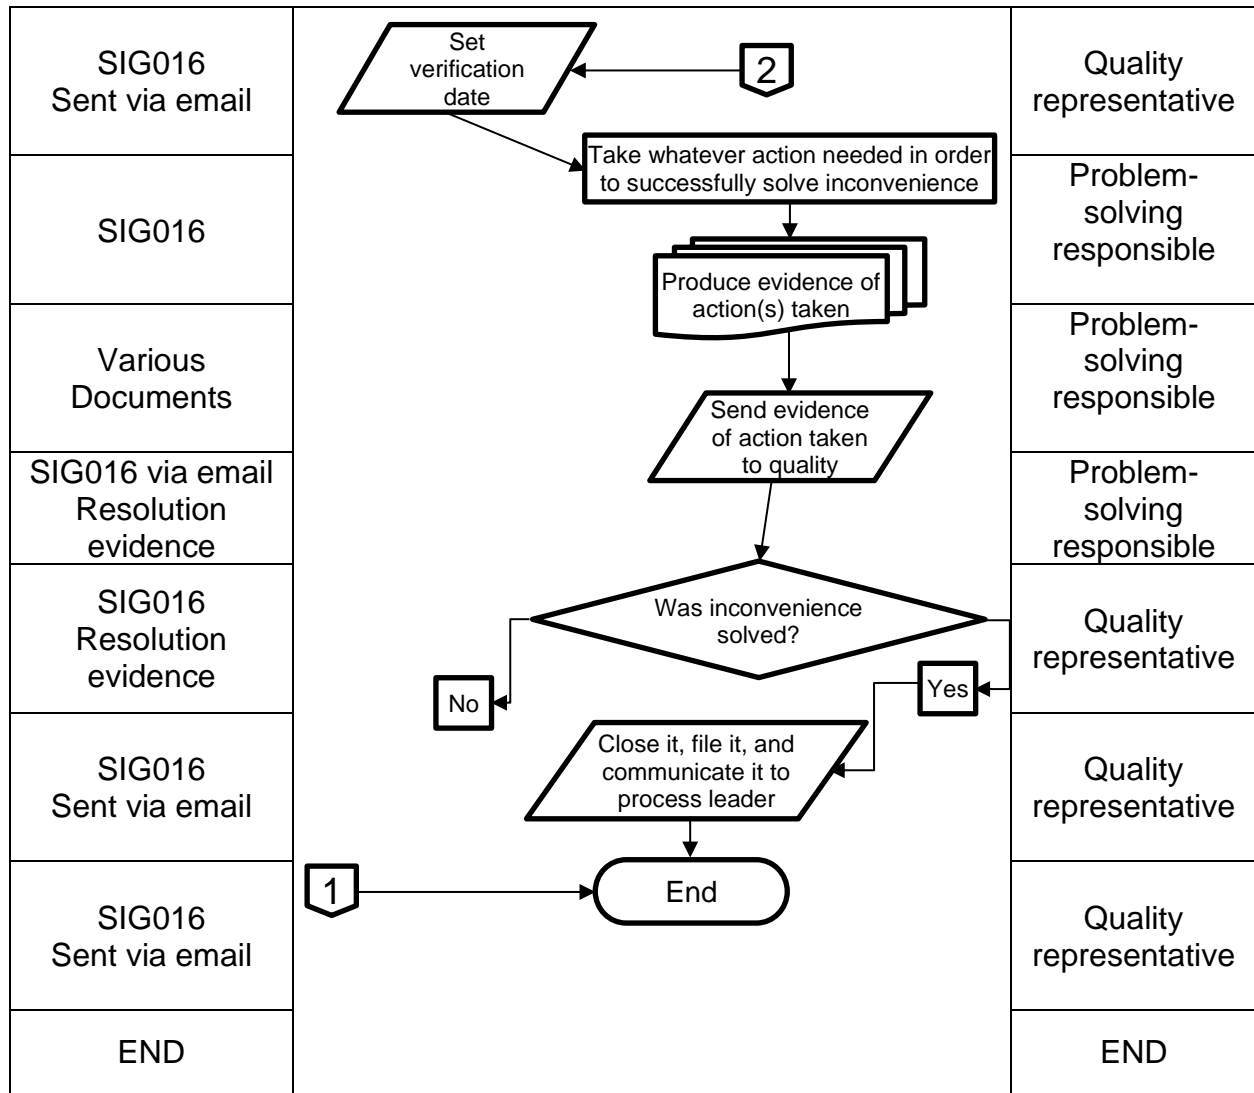 SIG016
Sent via email
Set
verification
date
2
Quality
representative
Take whatever action needed in order
to successfully solve inconvenience
SIG016
Problem-
solving
responsible
Produce evidence of
action(s) taken
Various
Documents
Problem-
solving
responsible
Send evidence
of action taken
to quality
SIG016 via email
Resolution
evidence
Problem-
solving
responsible
SIG016
Resolution
evidence
Was inconvenience
solved?
Quality
representative
No
Yes
SIG016
Sent via email
Close it, file it, and
communicate it to
process leader
Quality
representative
SIG016
Sent via email
1
End
Quality
representative
END
END